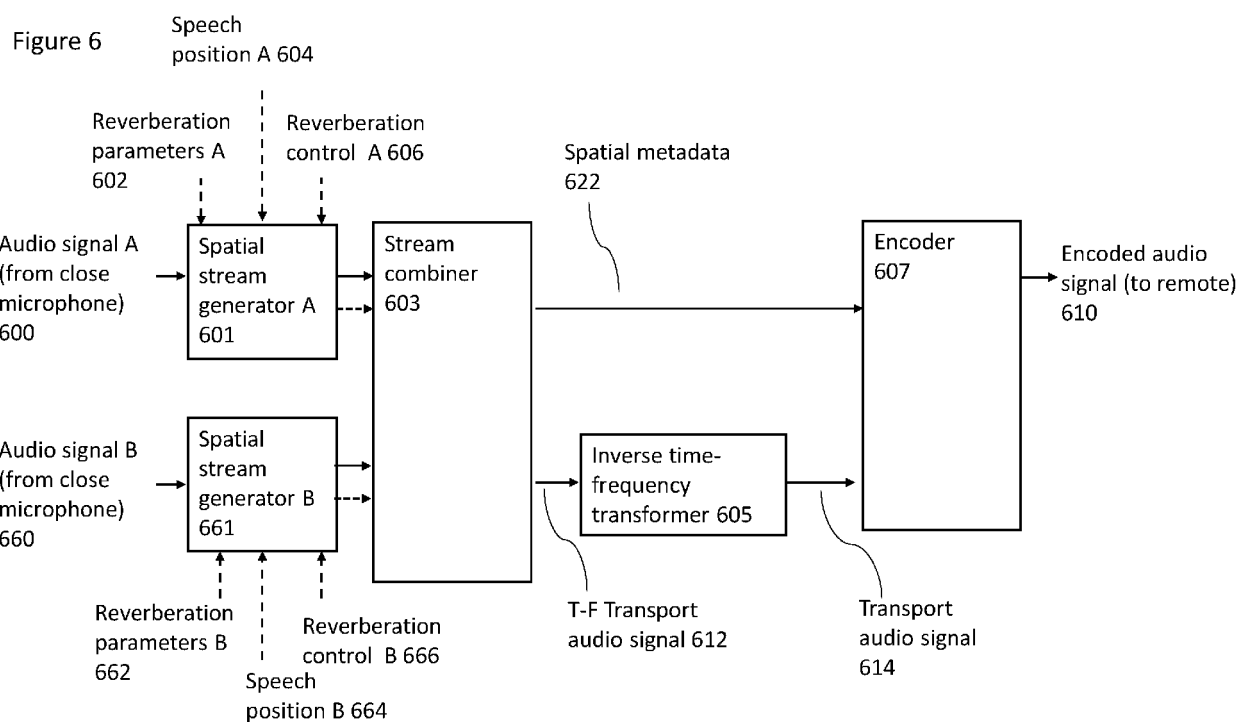 Figure 6
Speech
position A 604
Reverberation
parameters A
602
Reverberation
control A 606
Spatial metadata
622
Audio signal A
(from close
microphone)
600
Spatial
stream
generator A
601
Stream
combiner
603
Encoder
607
Encoded audio
signal (to remote)
610
Audio signal B
(from close
microphone)
660
Spatial
stream
generator B
661
Inverse time-
frequency
transformer 605
Reverberation
parameters B
662
Reverberation
control B 666
Speech
position B 664
T-F Transport
audio signal 612
Transport
audio signal
614